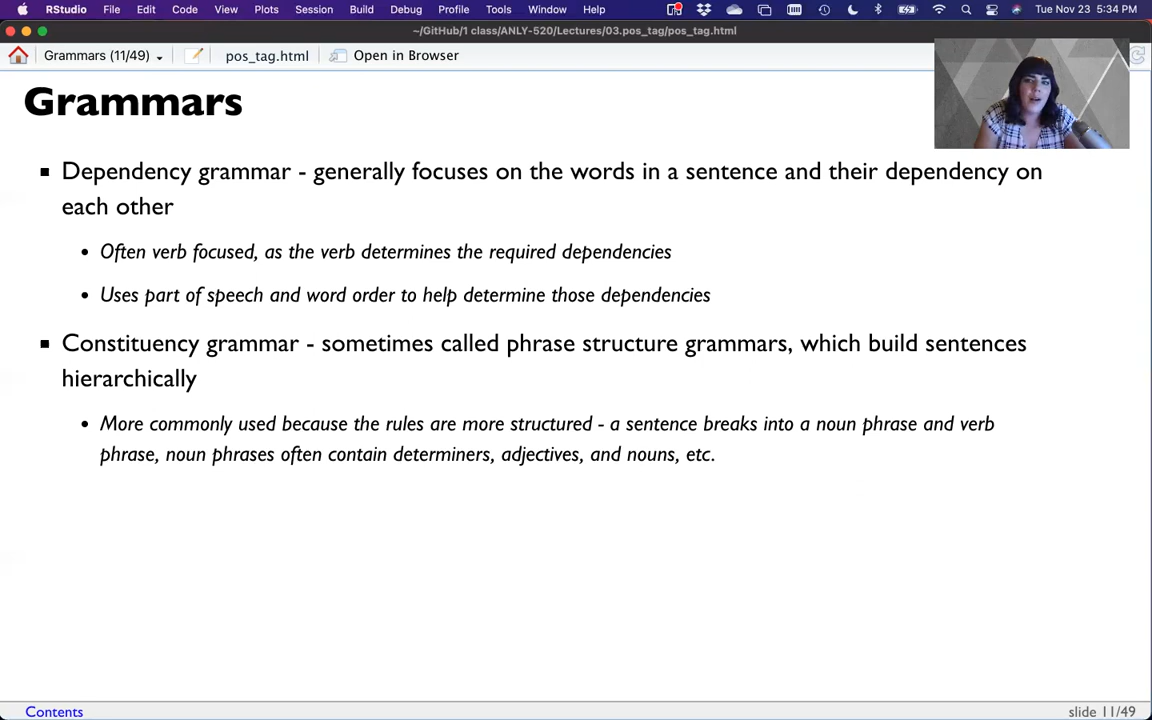 RStudio File Edit Code View Plots Session Build Debug Profile Tools Window Help Tue Nov 23 5:34 PM
~/GitHub/1 class/ANLY-520/Lectures/03.pos_tag/pos_tag.html
Grammars (11/49) pos_tag.html Open in Browser
Grammars
Dependency grammar - generally focuses on the words in a sentence and their dependency on
each other
Often verb focused, as the verb determines the required dependencies
Uses part of speech and word order to help determine those dependencies
Constituency grammar - sometimes called phrase structure grammars, which build sentences
hierarchically
More commonly used because the rules are more structured - a sentence breaks into a noun phrase and verb
phrase, noun phrases often contain determiners, adjectives, and nouns, etc.
Contents slide 11/49